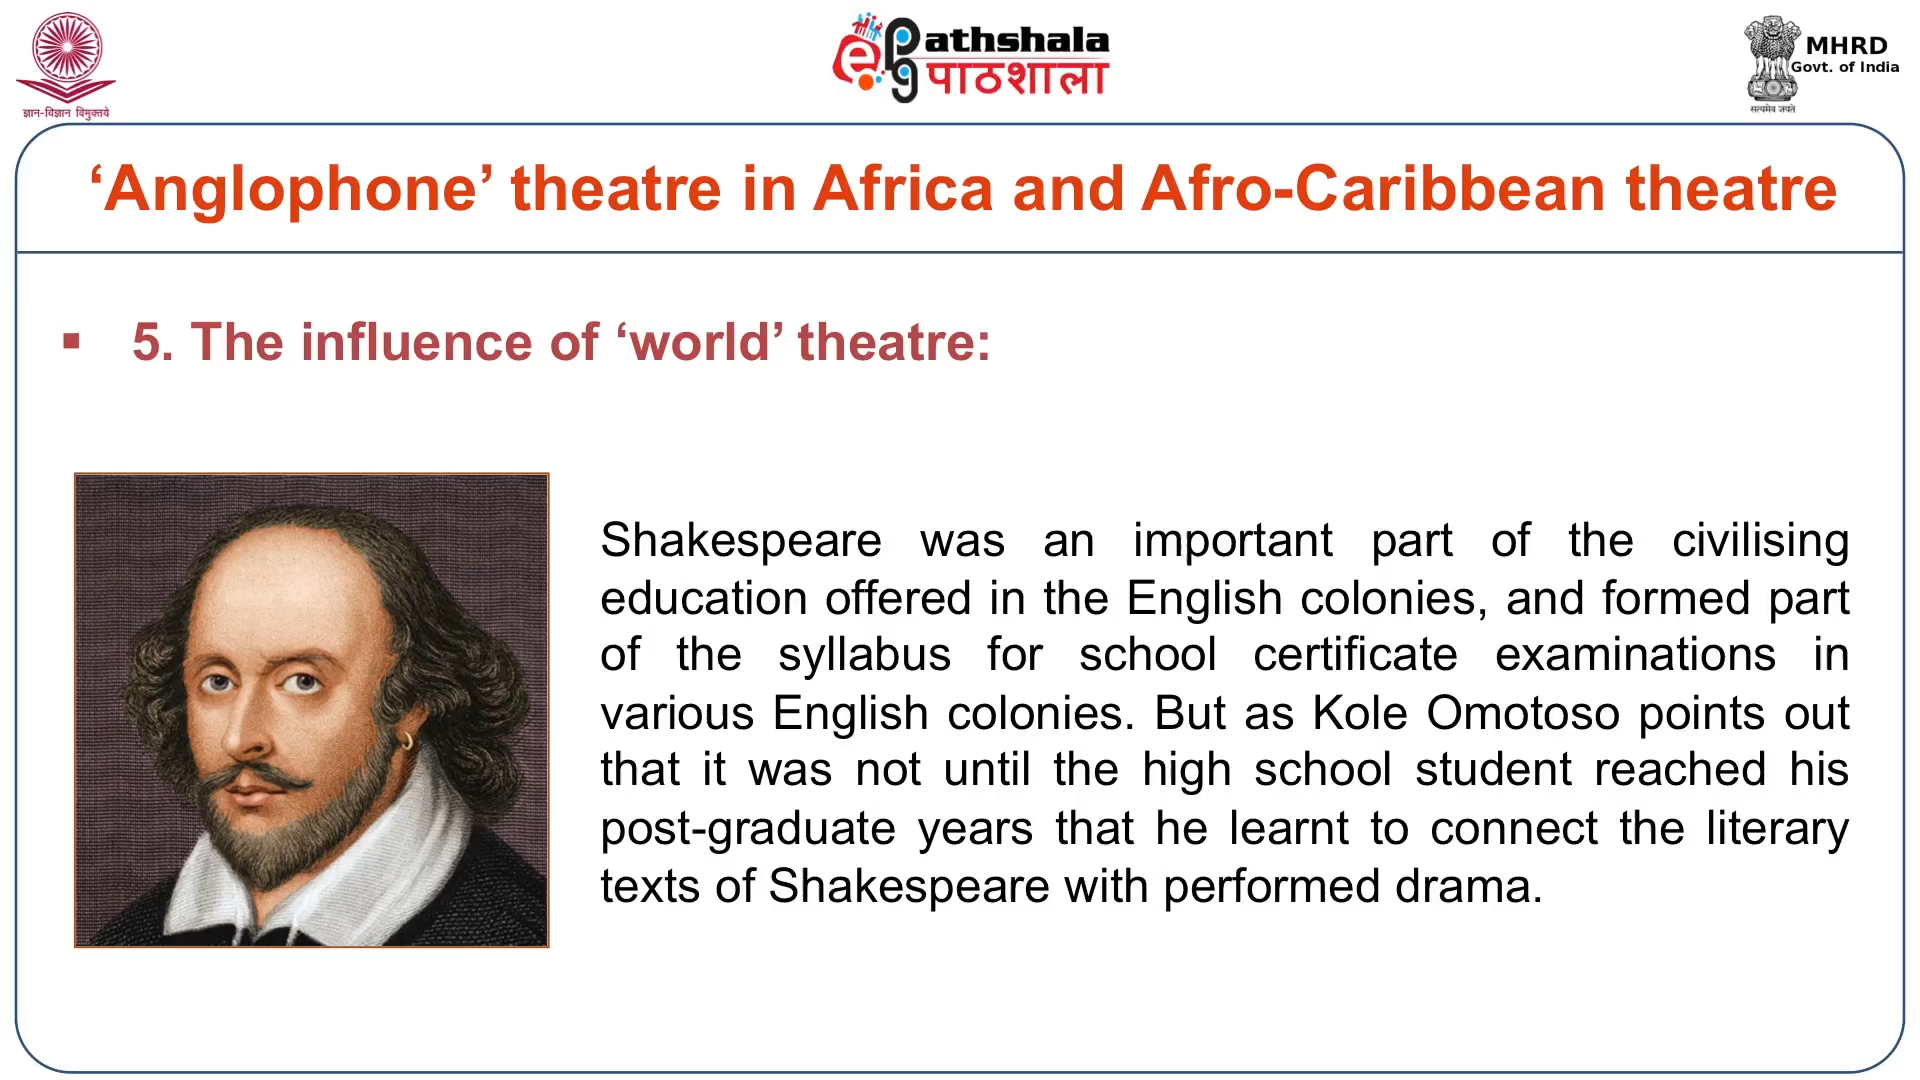 ज्ञान-विज्ञान विमुक्तये
e Pg Pathshala
पाठशाला
MHRD
Govt. of India
सत्यमेव जयते
‘Anglophone’ theatre in Africa and Afro-Caribbean theatre
▪ 5. The influence of ‘world’ theatre:
Shakespeare was an important part of the civilising
education offered in the English colonies, and formed part
of the syllabus for school certificate examinations in
various English colonies. But as Kole Omotoso points out
that it was not until the high school student reached his
post-graduate years that he learnt to connect the literary
texts of Shakespeare with performed drama.